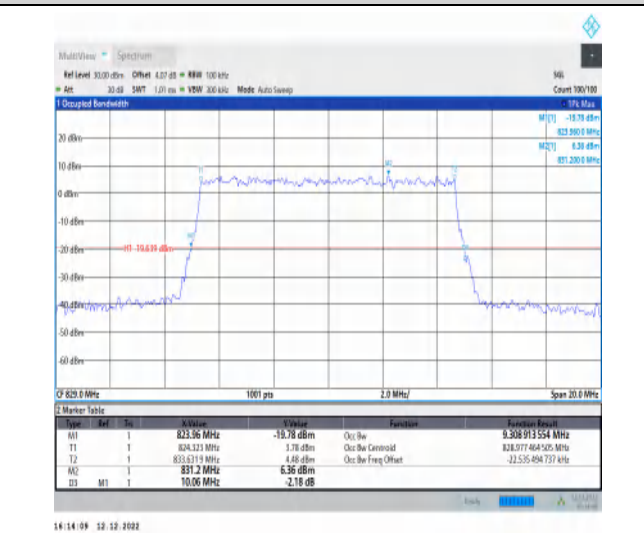 MultiView Spectrum
Ref Level 30.00 dBm Offset 4.07 dB RBW 100 kHz SGL
Att 30 dB SWT 1.01 ms VBW 300 kHz Mode Auto Sweep Count 100/100
1 Occupied Bandwidth 1Pk Max
M1[1] -19.78 dBm
823.960 0 MHz
M2[1] 6.36 dBm
831.200 0 MHz
20 dBm
10 dBm
0 dBm
-10 dBm
-20 dBm
H1 -19.639 dBm
-30 dBm
-40 dBm
-50 dBm
-60 dBm
CF 829.0 MHz 1001 pts 2.0 MHz/ Span 20.0 MHz
2 Marker Table
Type Ref Trc X-Value Y-Value Function Function Result
M1 1 823.96 MHz -19.78 dBm Occ Bw 9.308 913 554 MHz
T1 1 824.323 MHz 3.78 dBm Occ Bw Centroid 828.977 464 505 MHz
T2 1 833.6319 MHz 4.48 dBm Occ Bw Freq Offset -22.535 494 737 kHz
M2 1 831.2 MHz 6.36 dBm
D3 M1 1 10.06 MHz -2.18 dB
Ready
16:14:09 12.12.2022